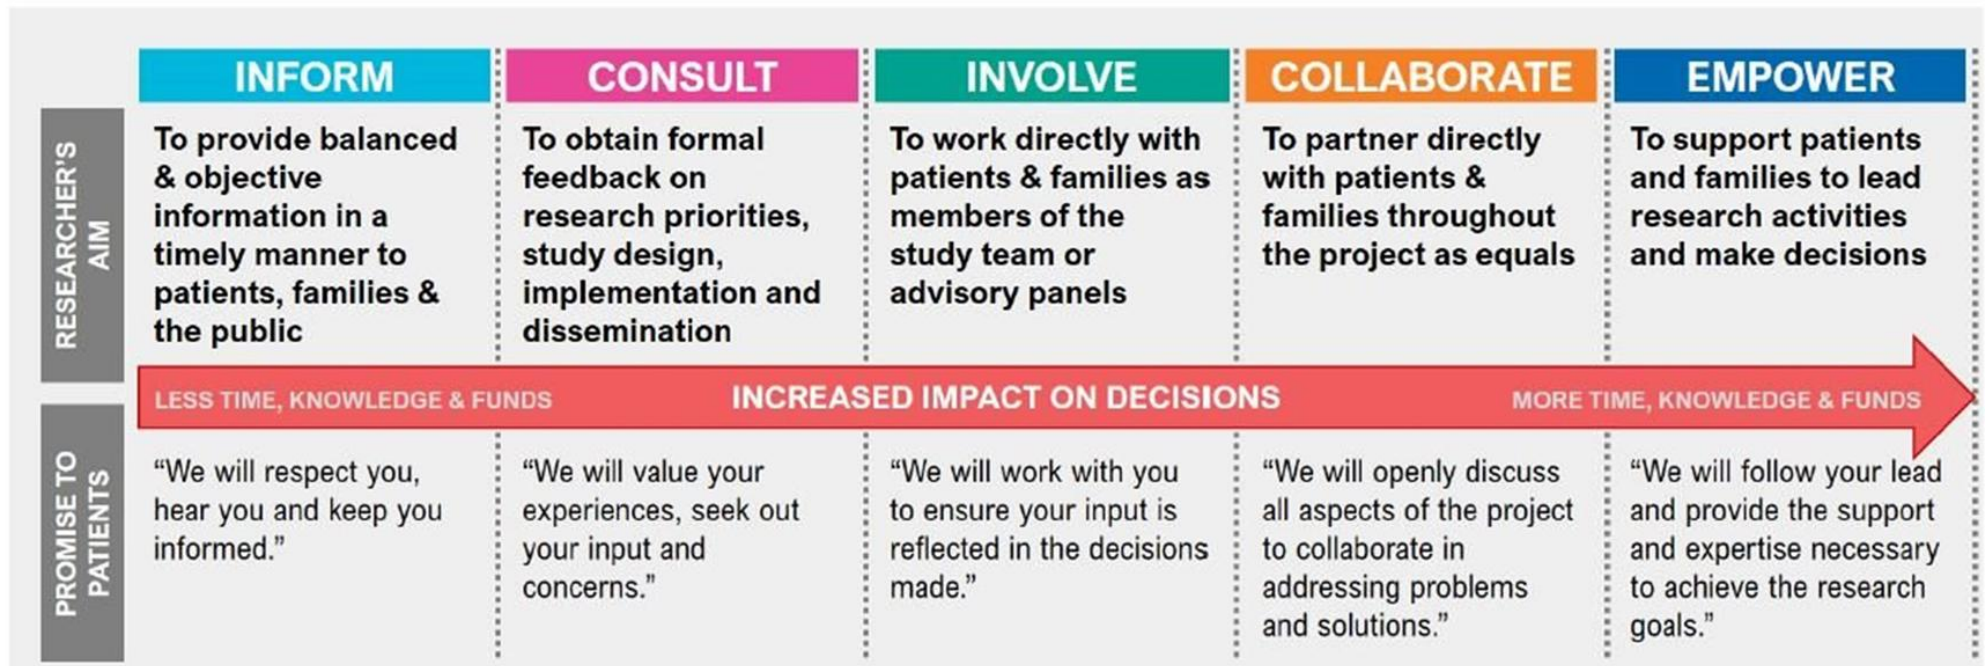 INFORM
CONSULT
INVOLVE
COLLABORATE
EMPOWER
RESEARCHER'S
AIM
To provide balanced
& objective
information in a
timely manner to
patients, families &
the public
To obtain formal
feedback on
research priorities,
study design,
implementation and
dissemination
To work directly with
patients & families as
members of the
study team or
advisory panels
To partner directly
with patients &
families throughout
the project as equals
To support patients
and families to lead
research activities
and make decisions
LESS TIME, KNOWLEDGE & FUNDS
INCREASED IMPACT ON DECISIONS
MORE TIME, KNOWLEDGE & FUNDS
PROMISE TO
PATIENTS
“We will respect you,
hear you and keep you
informed.”
“We will value your
experiences, seek out
your input and
concerns.”
“We will work with you
to ensure your input is
reflected in the decisions
made.”
“We will openly discuss
all aspects of the project
to collaborate in
addressing problems
and solutions.”
“We will follow your lead
and provide the support
and expertise necessary
to achieve the research
goals.”